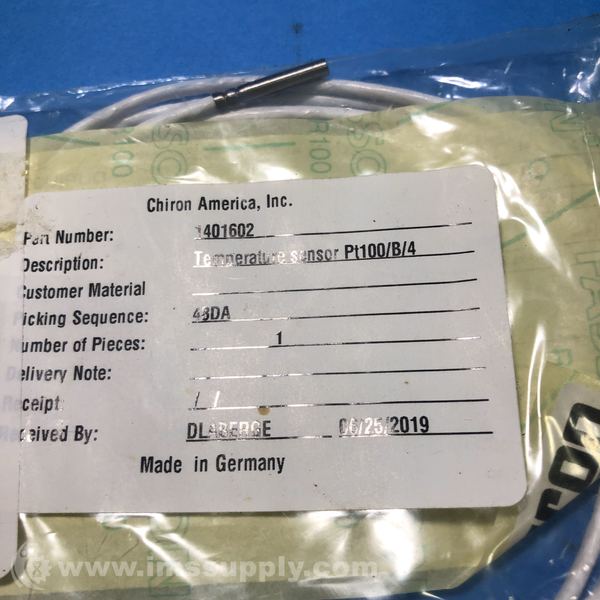 Chiron America, Inc.
Part Number: 1401602
Description: Temperature sensor Pt100/B/4
Customer Material
Picking Sequence: 48DA
Number of Pieces: 1
Delivery Note:
Receipt / /
Received By: DLABERGE 06/25/2019
Made in Germany
www.imssupply.com